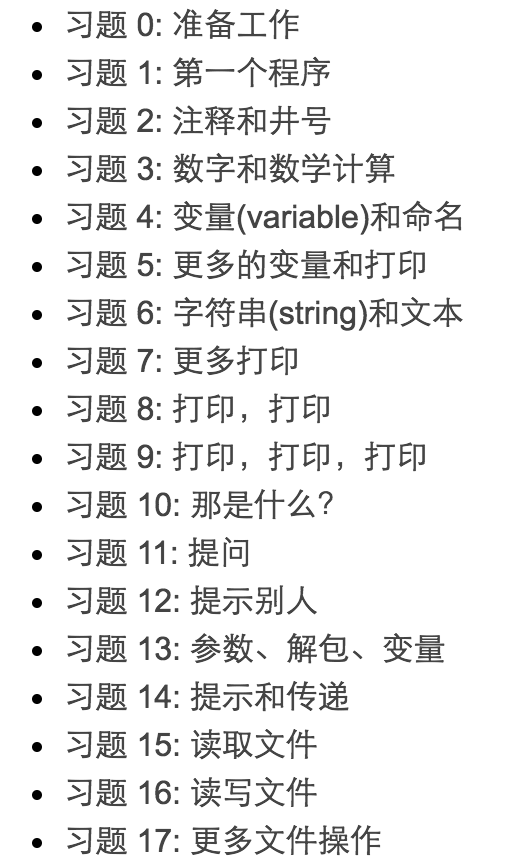 • 习题 0: 准备工作
• 习题 1: 第一个程序
• 习题 2: 注释和井号
• 习题 3: 数字和数学计算
• 习题 4: 变量(variable)和命名
• 习题 5: 更多的变量和打印
• 习题 6: 字符串(string)和文本
• 习题 7: 更多打印
• 习题 8: 打印，打印
• 习题 9: 打印，打印，打印
• 习题 10: 那是什么？
• 习题 11: 提问
• 习题 12: 提示别人
• 习题 13: 参数、解包、变量
• 习题 14: 提示和传递
• 习题 15: 读取文件
• 习题 16: 读写文件
• 习题 17: 更多文件操作